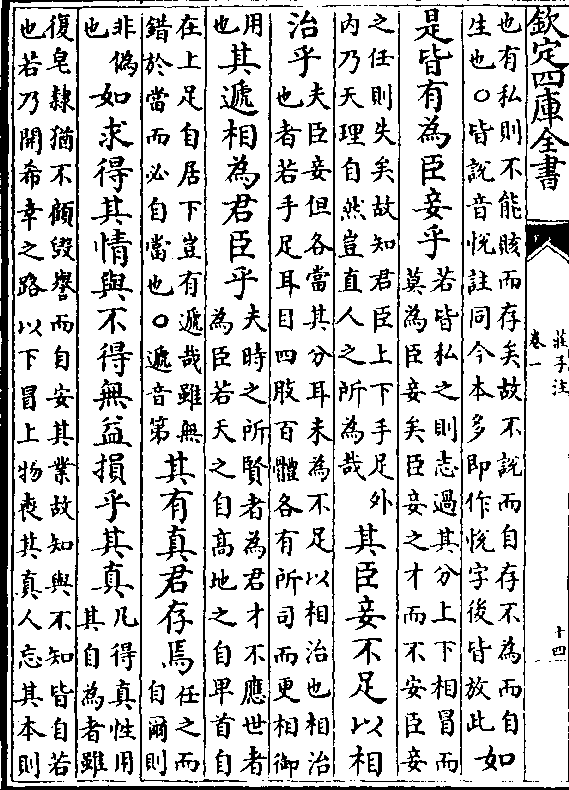 欽定四庫全書
莊子注
卷一
十四
也有私則不能賅而存矣故不說而自存不為而自
生也○皆說音悅註同今本多即作悅字後皆放此
如
是皆有為臣妾乎
若皆私之則志過其分上下相冒而
莫為臣妾矣臣妾之才而不安臣妾
之任則失矣故知君臣上下手足外
内乃天理自然豈直人之所為哉
其臣妾不足以相
治乎
夫臣妾但各當其分耳未為不足以相治也相治
也者若手足耳目四肢百體各有所司而更相御
用
也
其遞相為君臣乎
夫時之所賢者為君才不應世者
為臣若天之自高地之自卑首自
在上足自居下豈有遞哉雖無
錯於當而必自當也○遞音第
其有真君存焉
任之而
自爾則
非偽
也
如求得其情與不得無益損乎其真
凡得真性用
其自為者雖
復皂隸猶不顧毀譽而自安其業故知與不知皆自若
也若乃開希幸之路以下冒上物喪其真人忘其本則